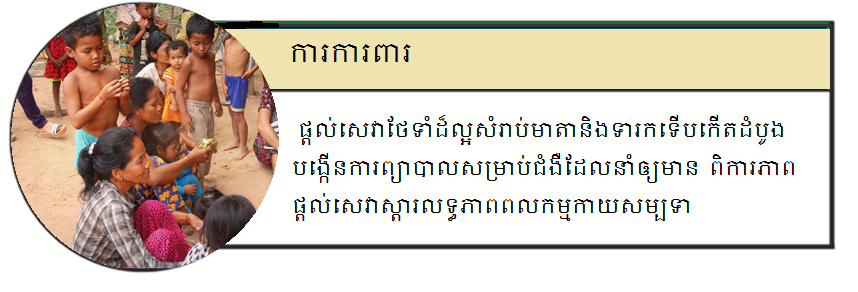 ការការពារ
ផ្តល់សេវាថែទាំដ៏ល្អសំរាប់មាតានិងទារកទើបកើតដំបូង
បង្កើនការព្យាបាលសម្រាប់ជំងឺដែលនាំឲ្យមាន ពិការភាព
ផ្តល់សេវាស្តារលទ្ធភាពពលកម្មកាយសម្បទា